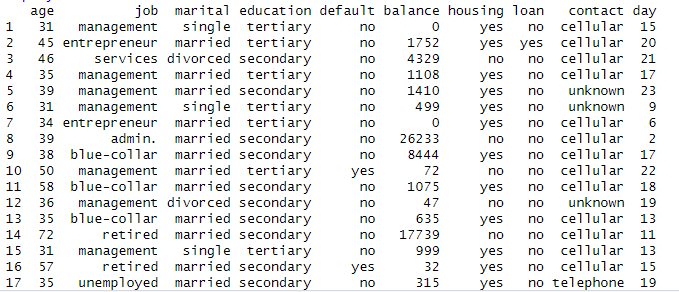 age job marital education default balance housing loan contact day
1 31 management single tertiary no 0 yes no cellular 15
2 45 entrepreneur married tertiary no 1752 yes yes cellular 20
3 46 services divorced secondary no 4329 no no cellular 21
4 35 management married tertiary no 1108 yes no cellular 17
5 39 management married secondary no 1410 yes no unknown 23
6 31 management single tertiary no 499 yes no unknown 9
7 34 entrepreneur married tertiary no 0 yes no cellular 6
8 39 admin. married secondary no 26233 no no cellular 2
9 38 blue-collar married secondary no 8444 yes no cellular 17
10 50 management married tertiary yes 72 no no cellular 22
11 58 blue-collar married secondary no 1075 yes no cellular 18
12 36 management divorced secondary no 47 no no unknown 19
13 35 blue-collar married secondary no 635 yes no cellular 13
14 72 retired married secondary no 17739 no no cellular 11
15 31 management single tertiary no 999 yes no cellular 13
16 57 retired married secondary yes 32 yes no cellular 15
17 35 unemployed married secondary no 315 yes no telephone 19